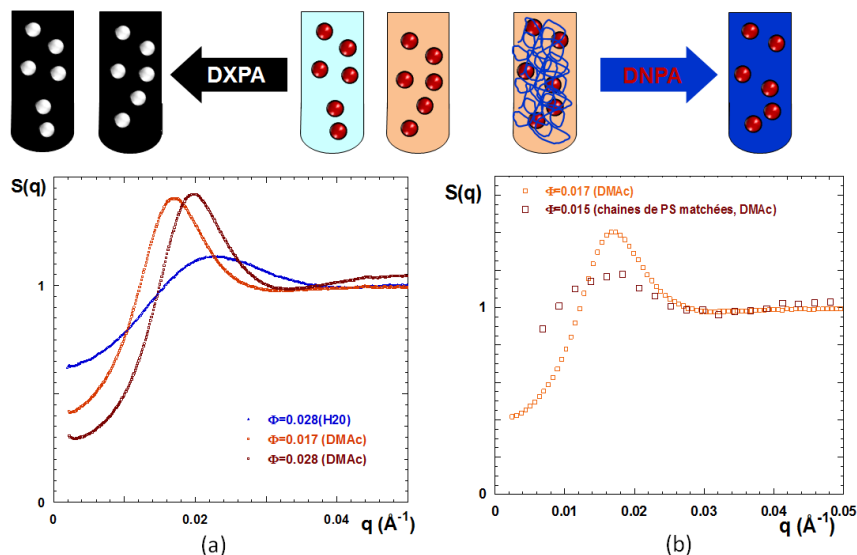 DXPA
DNPA
S(q)
1
0
0
0.02
0.04
q (Å-1)
Φ=0.028(H20)
Φ=0.017 (DMAc)
Φ=0.028 (DMAc)
(a)
S(q)
1
0
0
0.01
0.02
0.03
0.04
0.05
q (Å-1)
Φ=0.017 (DMAc)
Φ=0.015 (chaines de PS matchées, DMAc)
(b)